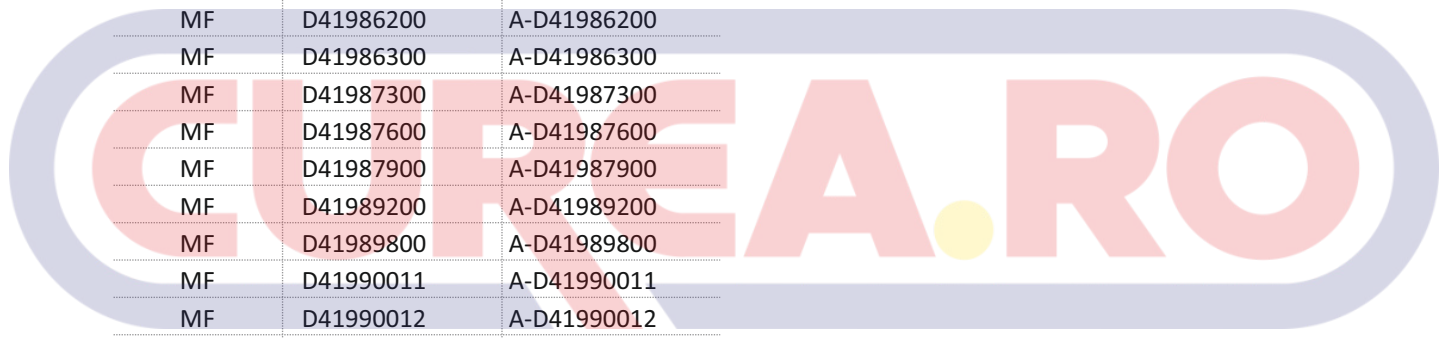 MF D41986200 A-D41986200
MF D41986300 A-D41986300
MF D41987300 A-D41987300
MF D41987600 A-D41987600
MF D41987900 A-D41987900
MF D41989200 A-D41989200
MF D41989800 A-D41989800
MF D41990011 A-D41990011
MF D41990012 A-D41990012
CUREA.RO